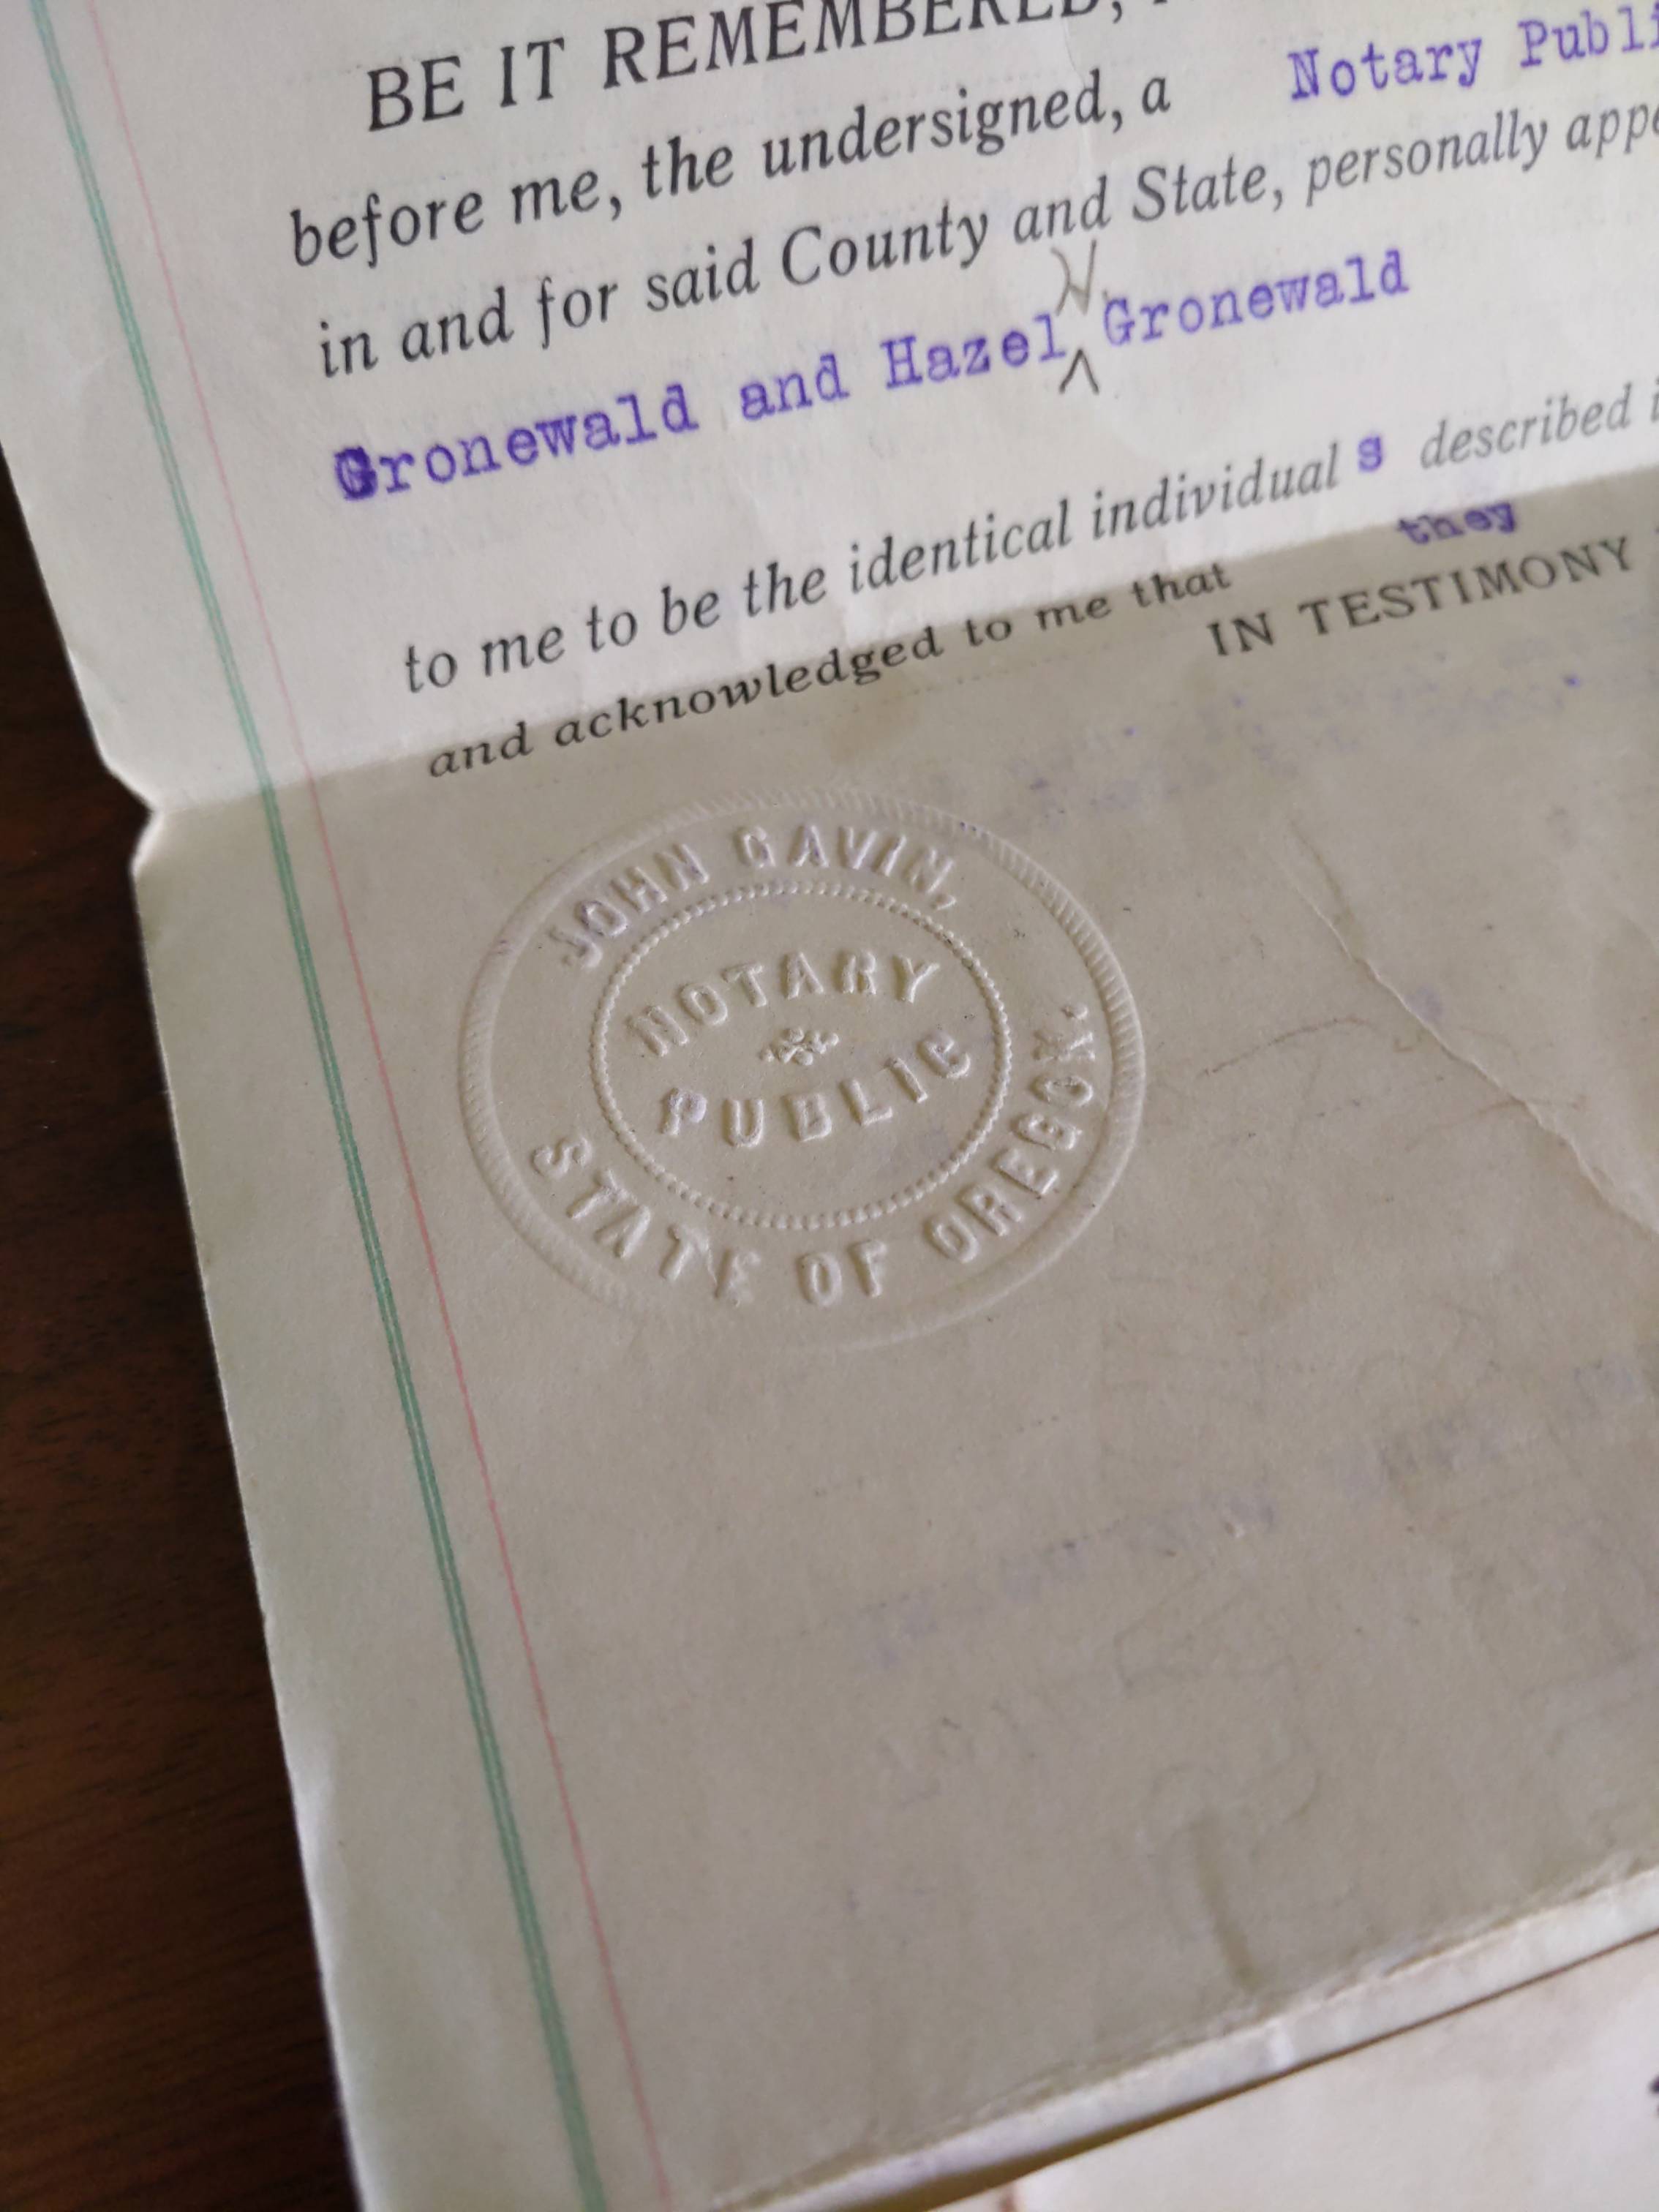 BE IT REMEMBERED,
before me, the undersigned, a Notary Publi
in and for said County and State, personally appe
N.
Gronewald and Hazel ^ Gronewald
to me to be the identical individual s described i
and acknowledged to me that they
IN TESTIMONY
JOHN GAVIN,
NOTARY
PUBLIC
STATE OF OREGON.